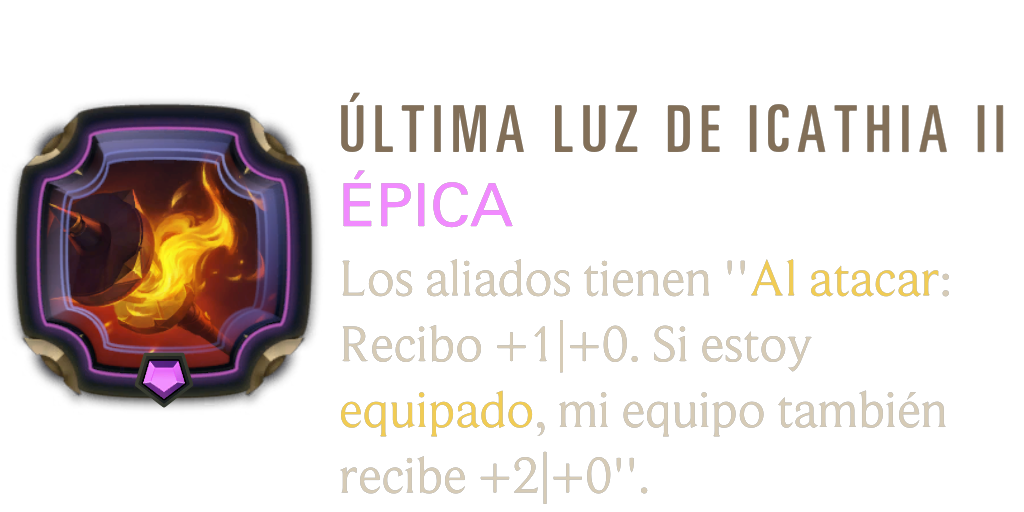 ÚLTIMA LUZ DE ICATHIA II
ÉPICA
Los aliados tienen ''Al atacar:
Recibo +1|+0. Si estoy
equipado, mi equipo también
recibe +2|+0''.